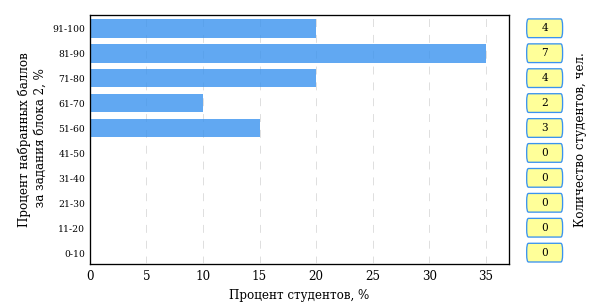 Процент набранных баллов
за задания блока 2, %
91-100 4
81-90 7
71-80 4
61-70 2
51-60 3
41-50 0
31-40 0
21-30 0
11-20 0
0-10 0
0 5 10 15 20 25 30 35
Процент студентов, %
Количество студентов, чел.